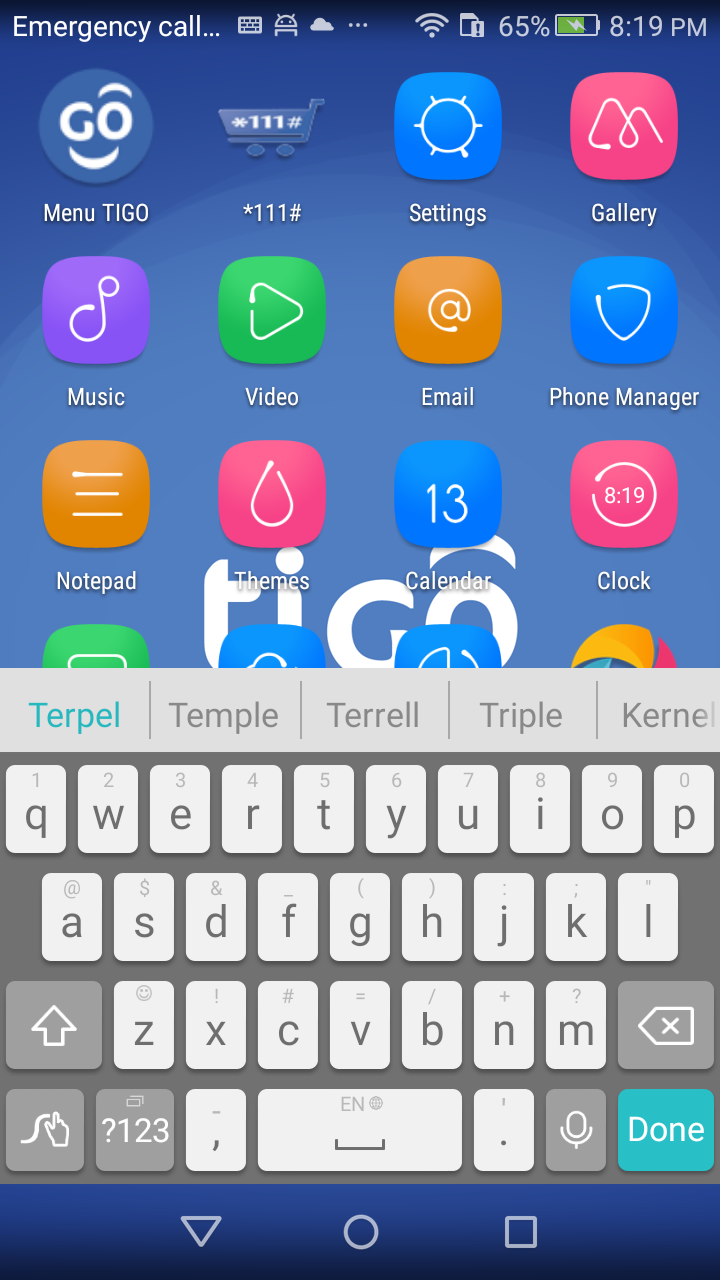 Emergency call... 65% 8:19 PM
GO *111#
Menu TIGO *111# Settings Gallery
@
Music Video Email Phone Manager
13 8:19
Notepad Themes Calendar Clock
tigo
Terpel Temple Terrell Triple Kernel
1 2 3 4 5 6 7 8 9 0
q w e r t y u i o p
@ $ & _ ( ) : ; "
a s d f g h j k l
! # = / + ?
z x c v b n m
- EN '
?123 , . Done